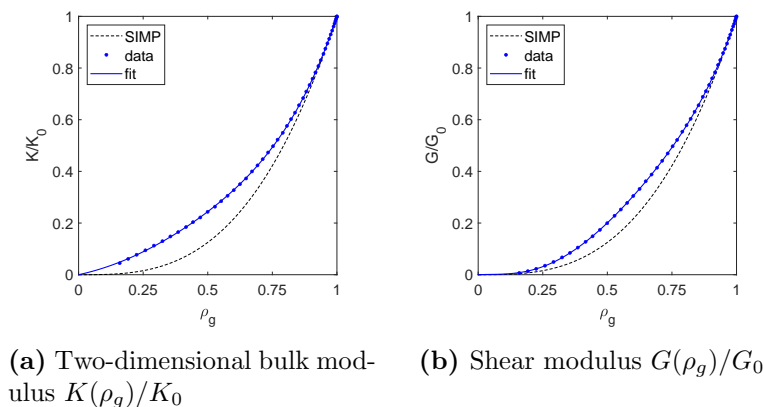 1
0.8
0.6
0.4
0.2
0
K/K0
SIMP
data
fit
0
0.25
0.5
0.75
1
ρg
1
0.8
0.6
0.4
0.2
0
G/G0
SIMP
data
fit
0
0.25
0.5
0.75
1
ρg
(a) Two-dimensional bulk mod-
ulus K(ρg)/K0
(b) Shear modulus G(ρg)/G0